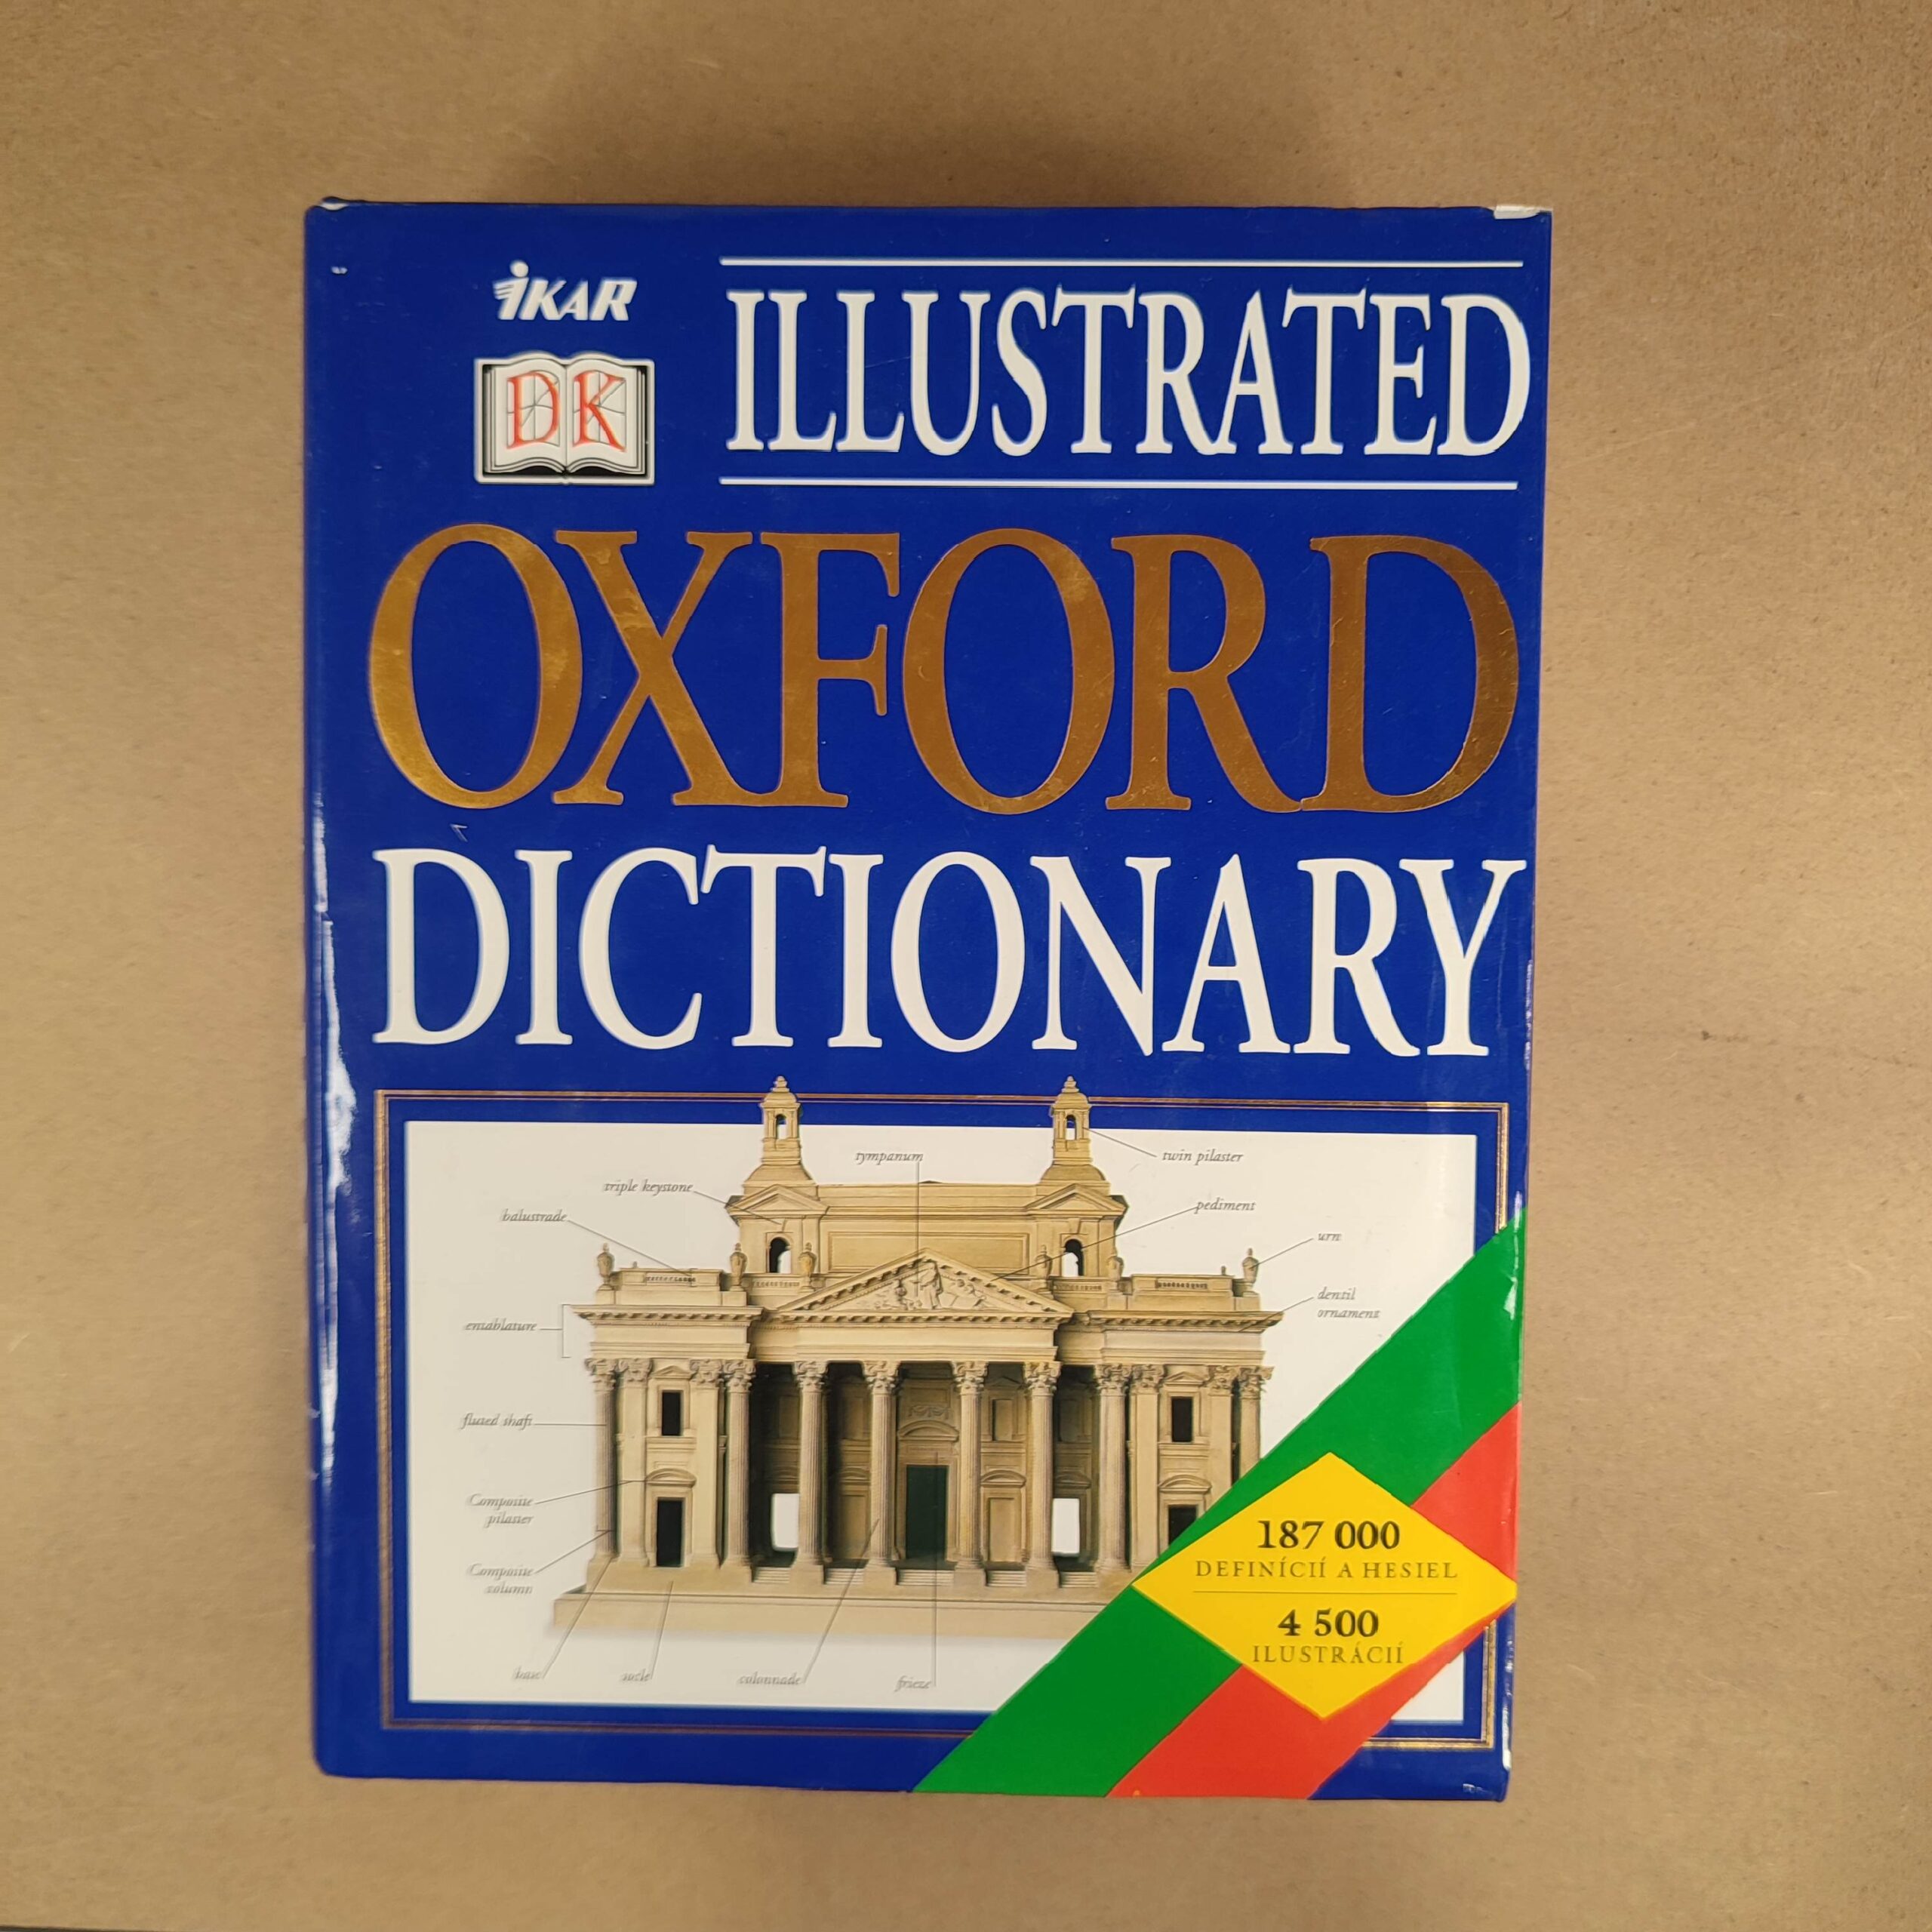 iKAR
DK
ILLUSTRATED
OXFORD
DICTIONARY
tympanum
twin pilaster
triple keystone
pediment
balustrade
urn
dentil
ornament
entablature
fluted shaft
Composite
pilaster
Composite
column
base
socle
colonnade
frieze
187 000
DEFINÍCIÍ A HESIEL
4 500
ILUSTRÁCIÍ